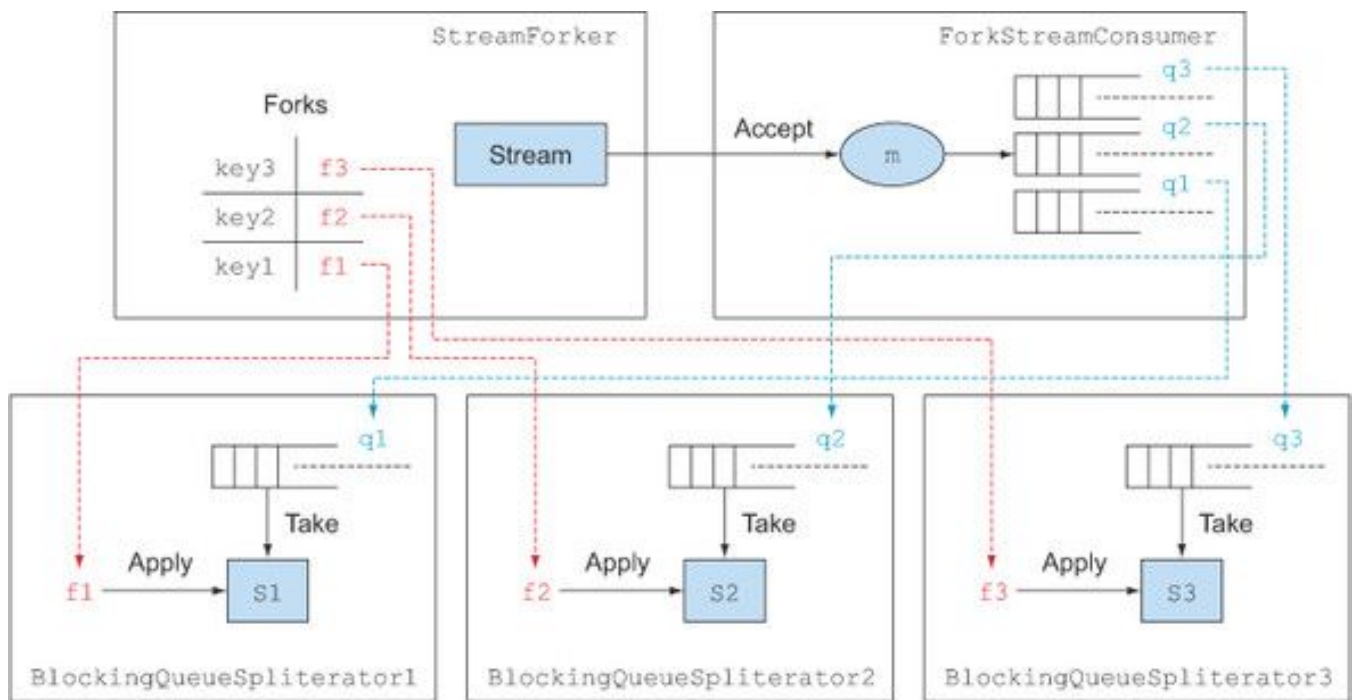 StreamForker
Forks
key3 f3
key2 f2
key1 f1
Stream
Accept
ForkStreamConsumer
m
q3
q2
q1
q1
Take
f1
Apply
S1
BlockingQueueSpliterator1
q2
Take
f2
Apply
S2
BlockingQueueSpliterator2
q3
Take
f3
Apply
S3
BlockingQueueSpliterator3